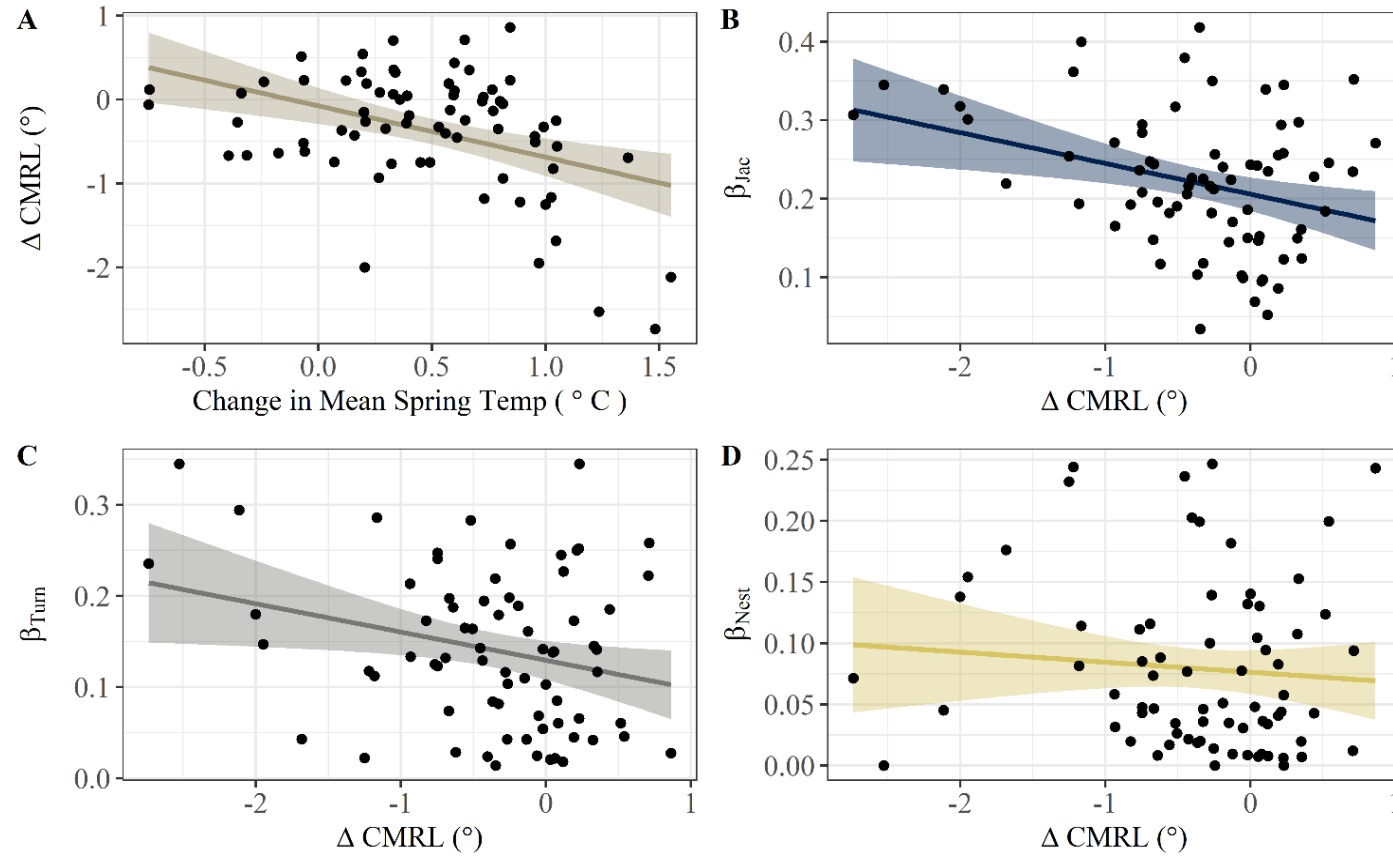 A
1
0
-1
-2
Δ CMRL (°)
-0.5 0.0 0.5 1.0 1.5
Change in Mean Spring Temp ( ° C )
B
0.4
0.3
0.2
0.1
βJac
-2 -1 0 1
Δ CMRL (°)
C
0.3
0.2
0.1
0.0
βTurn
-2 -1 0 1
Δ CMRL (°)
D
0.25
0.20
0.15
0.10
0.05
0.00
βNest
-2 -1 0 1
Δ CMRL (°)